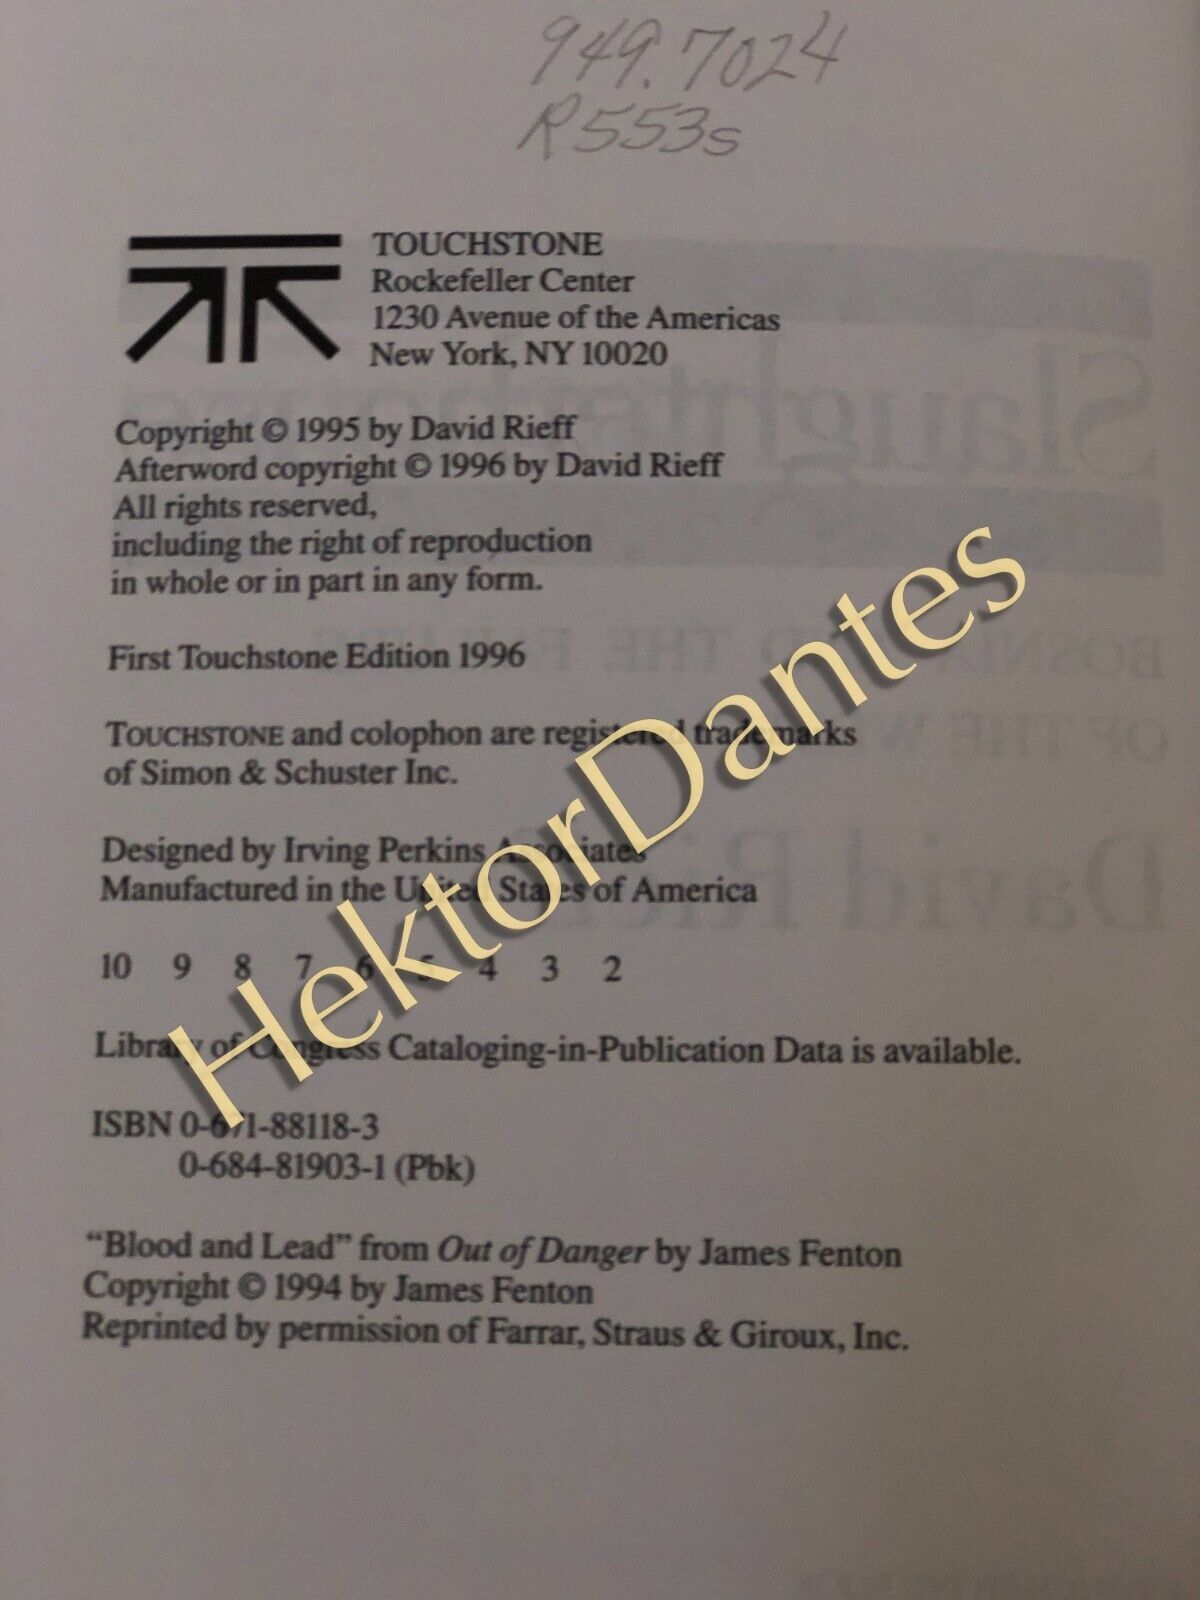 949.7024
R553s
TOUCHSTONE
Rockefeller Center
1230 Avenue of the Americas
New York, NY 10020
Copyright © 1995 by David Rieff
Afterword copyright © 1996 by David Rieff
All rights reserved,
including the right of reproduction
in whole or in part in any form.
First Touchstone Edition 1996
TOUCHSTONE and colophon are registered trademarks
of Simon & Schuster Inc.
Designed by Irving Perkins Associates
Manufactured in the United States of America
10 9 8 7 6 5 4 3 2
Library of Congress Cataloging-in-Publication Data is available.
ISBN 0-671-88118-3
0-684-81903-1 (Pbk)
"Blood and Lead" from Out of Danger by James Fenton
Copyright © 1994 by James Fenton
Reprinted by permission of Farrar, Straus & Giroux, Inc.
HektorDantes